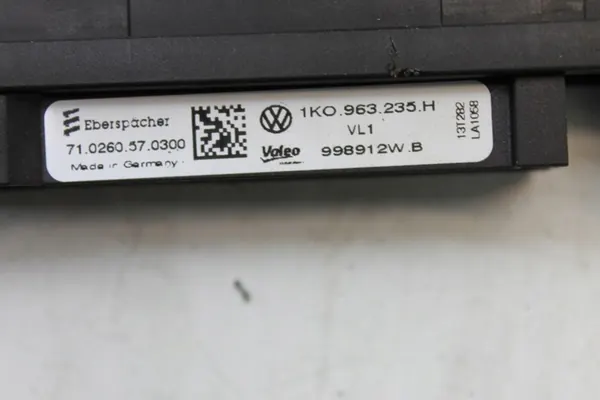 Eberspächer
71.0260.57.0300
Made in Germany
1K0.963.235.H
VL1
Valeo
998912W.B
13T282
LA1058